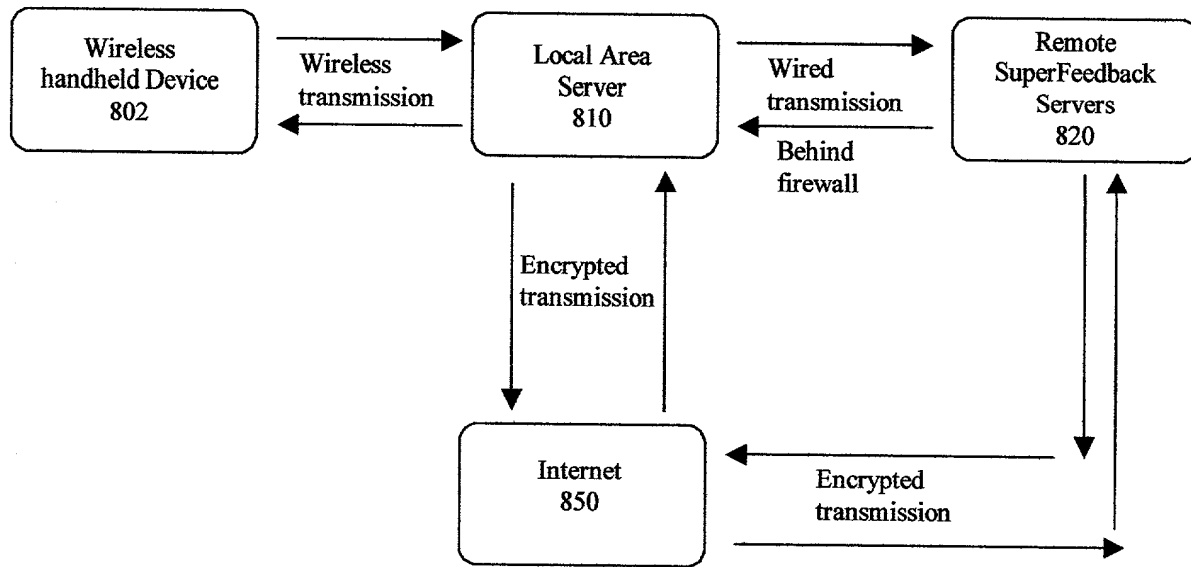 Wireless
handheld Device
802
Wireless
transmission
Local Area
Server
810
Wired
transmission
Behind
firewall
Remote
SuperFeedback
Servers
820
Encrypted
transmission
Internet
850
Encrypted
transmission